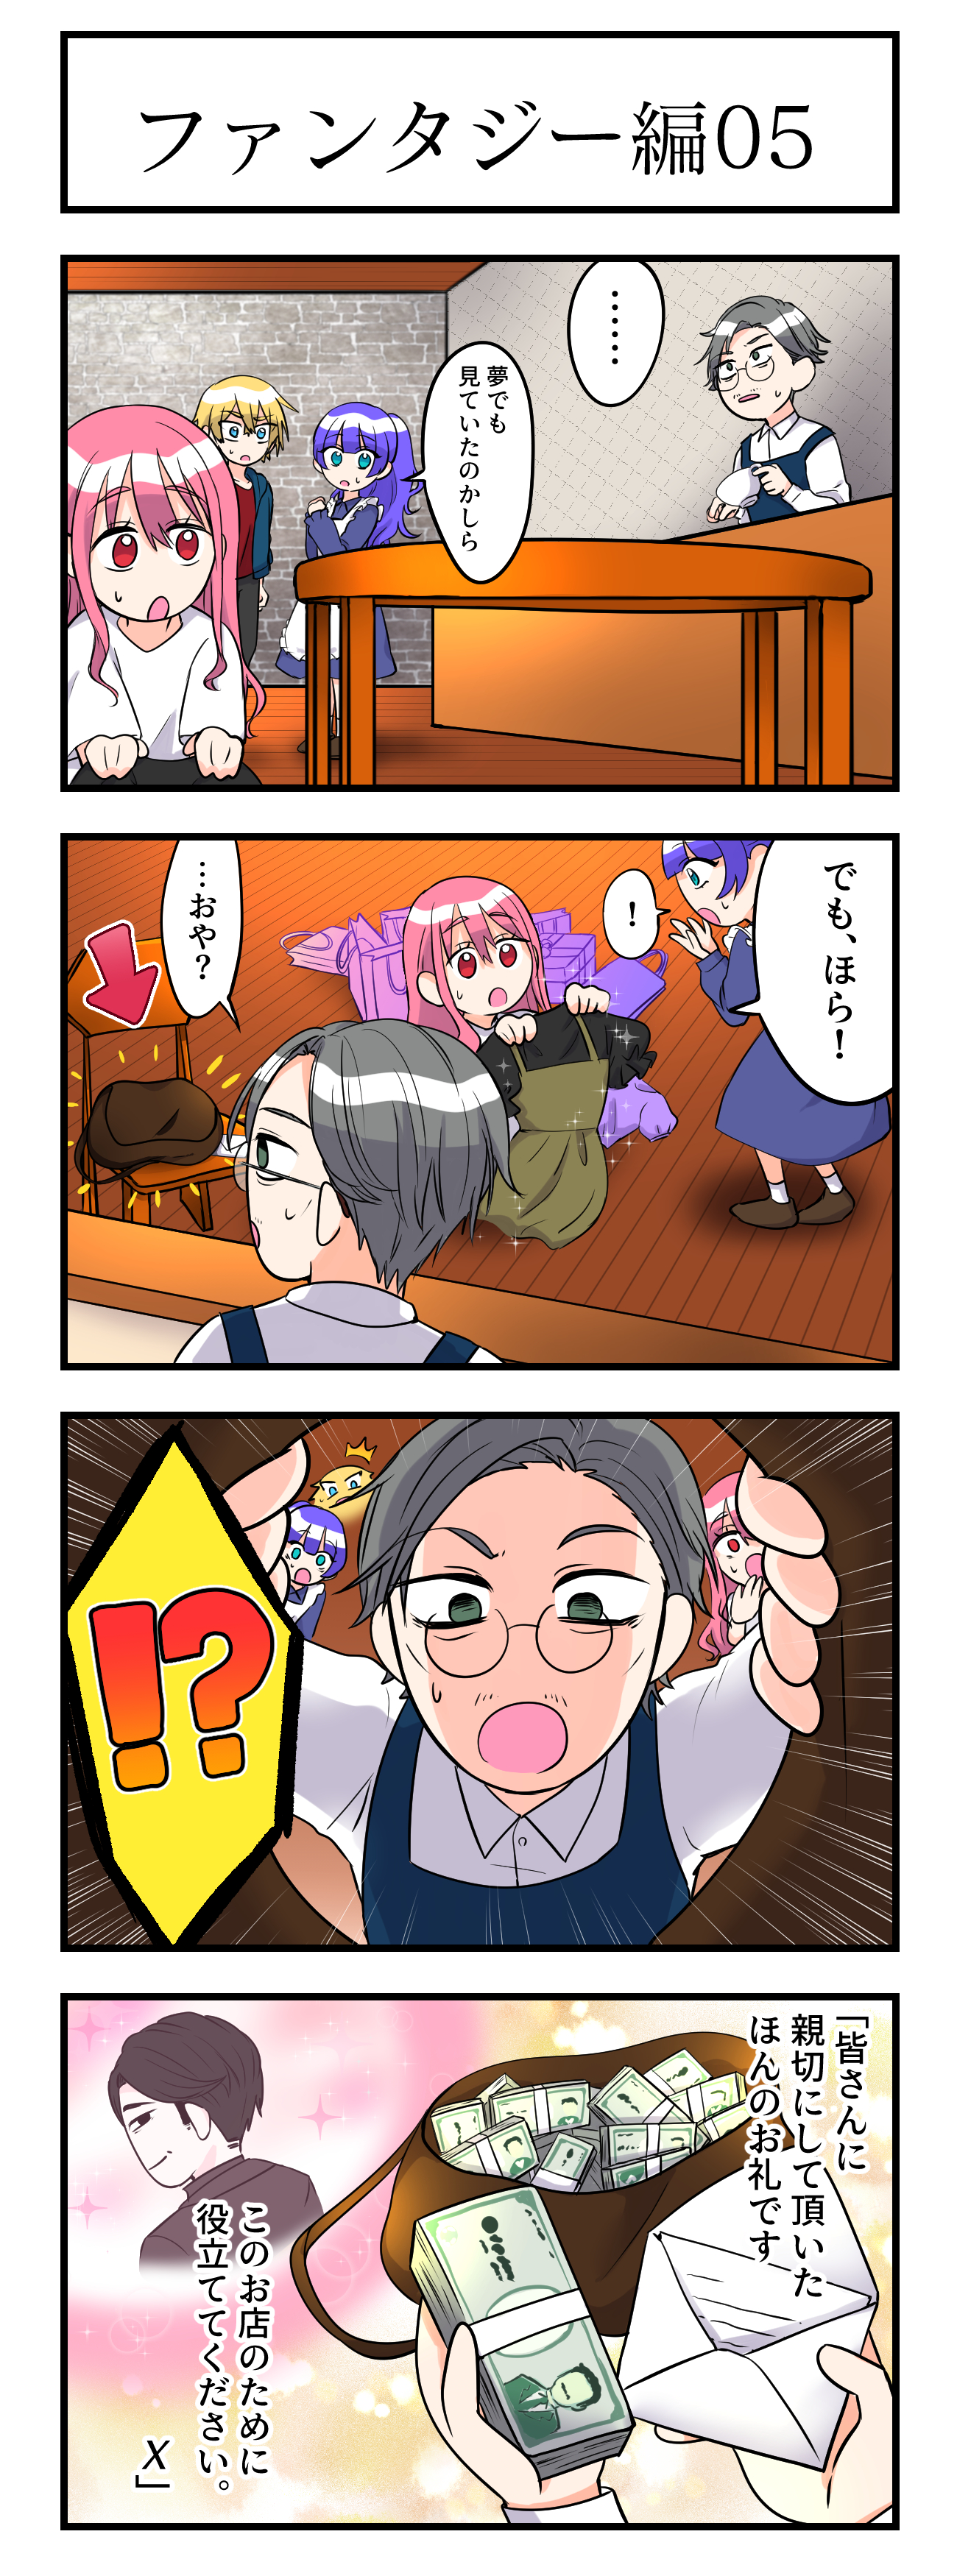 ファンタジー編05
……
夢でも
見ていたのかしら
でも、ほら！
！
…おや？
！？
「皆さんに
親切にして頂いた
ほんのお礼です
このお店のために
役立ててください。
X」